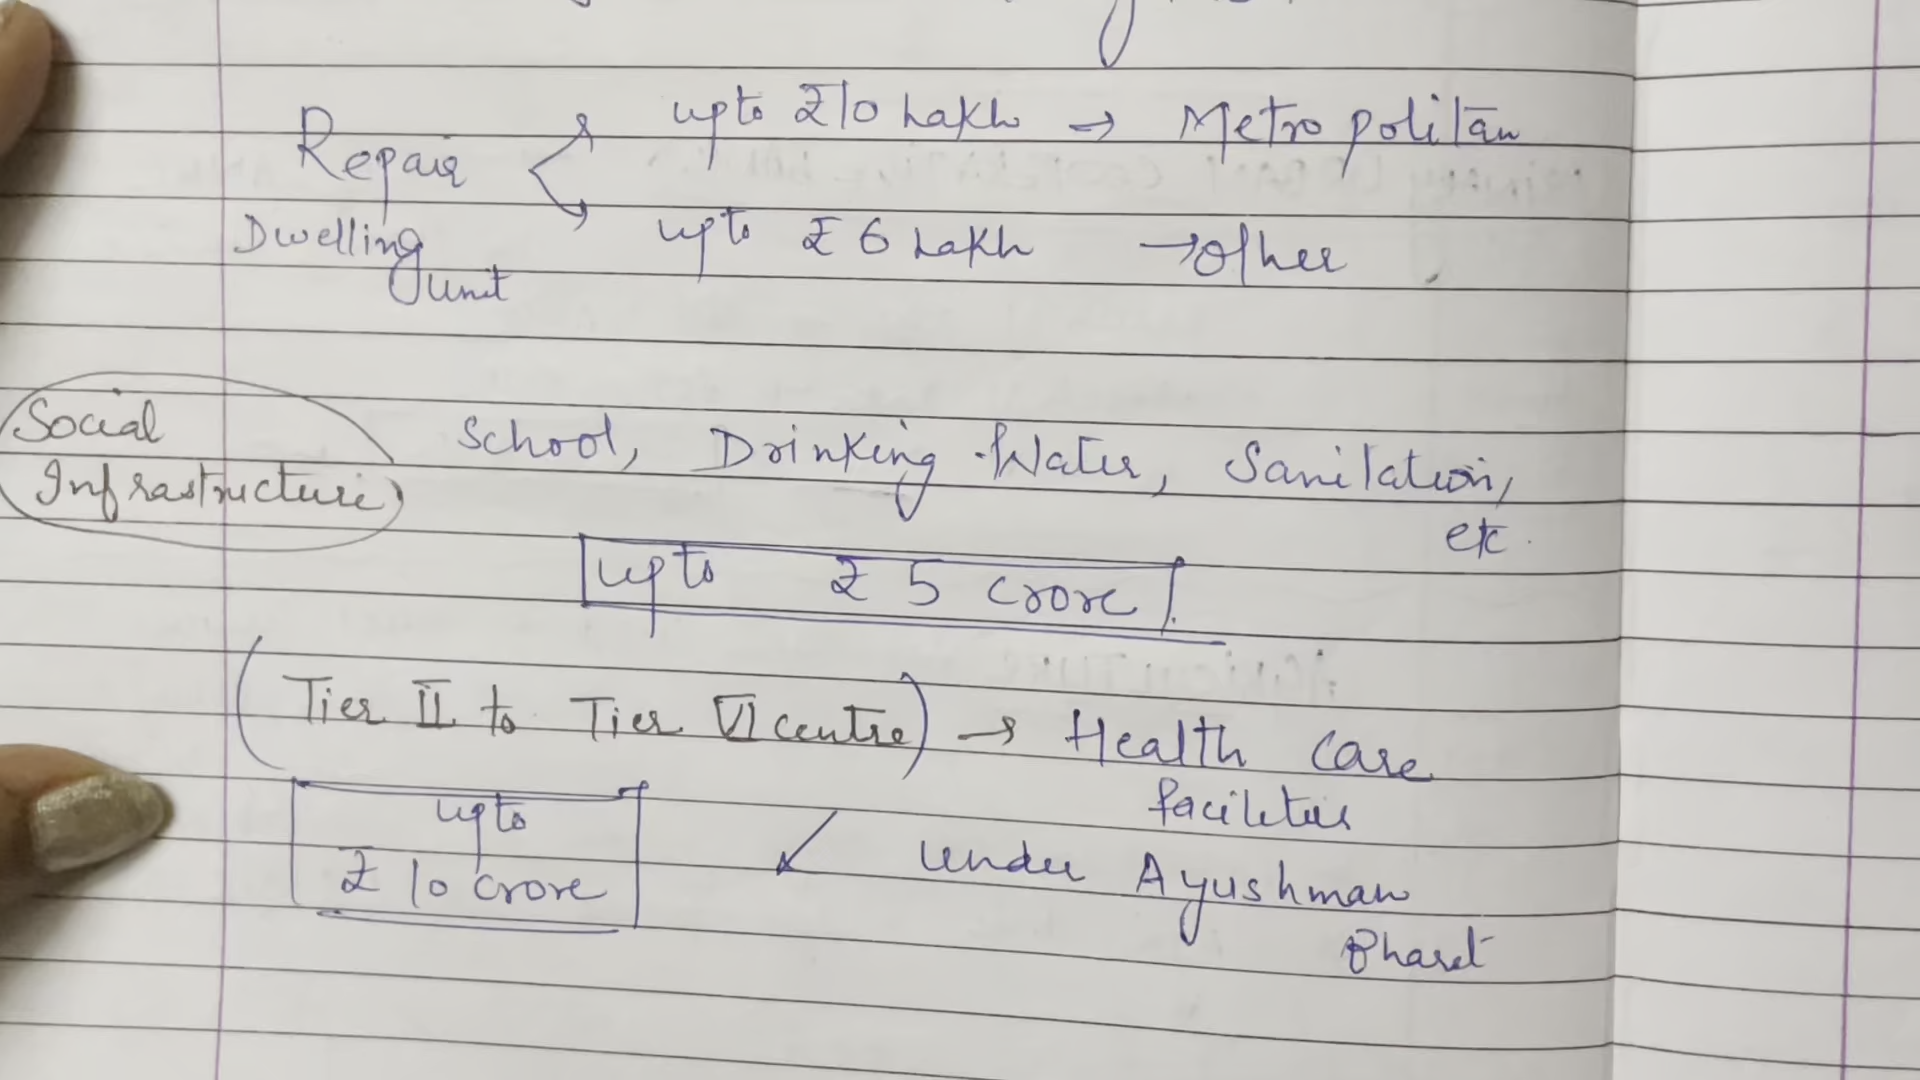 Repair upto ₹10 Lakh → Metropolitan
Dwelling unit upto ₹ 6 Lakh → Other
Social
Infrastructure
School, Drinking Water, Sanitation,
etc.
upto ₹ 5 crore
(Tier II to Tier VI centre) → Health Care
facilities
upto
₹ 10 crore
under Ayushman
Bharat